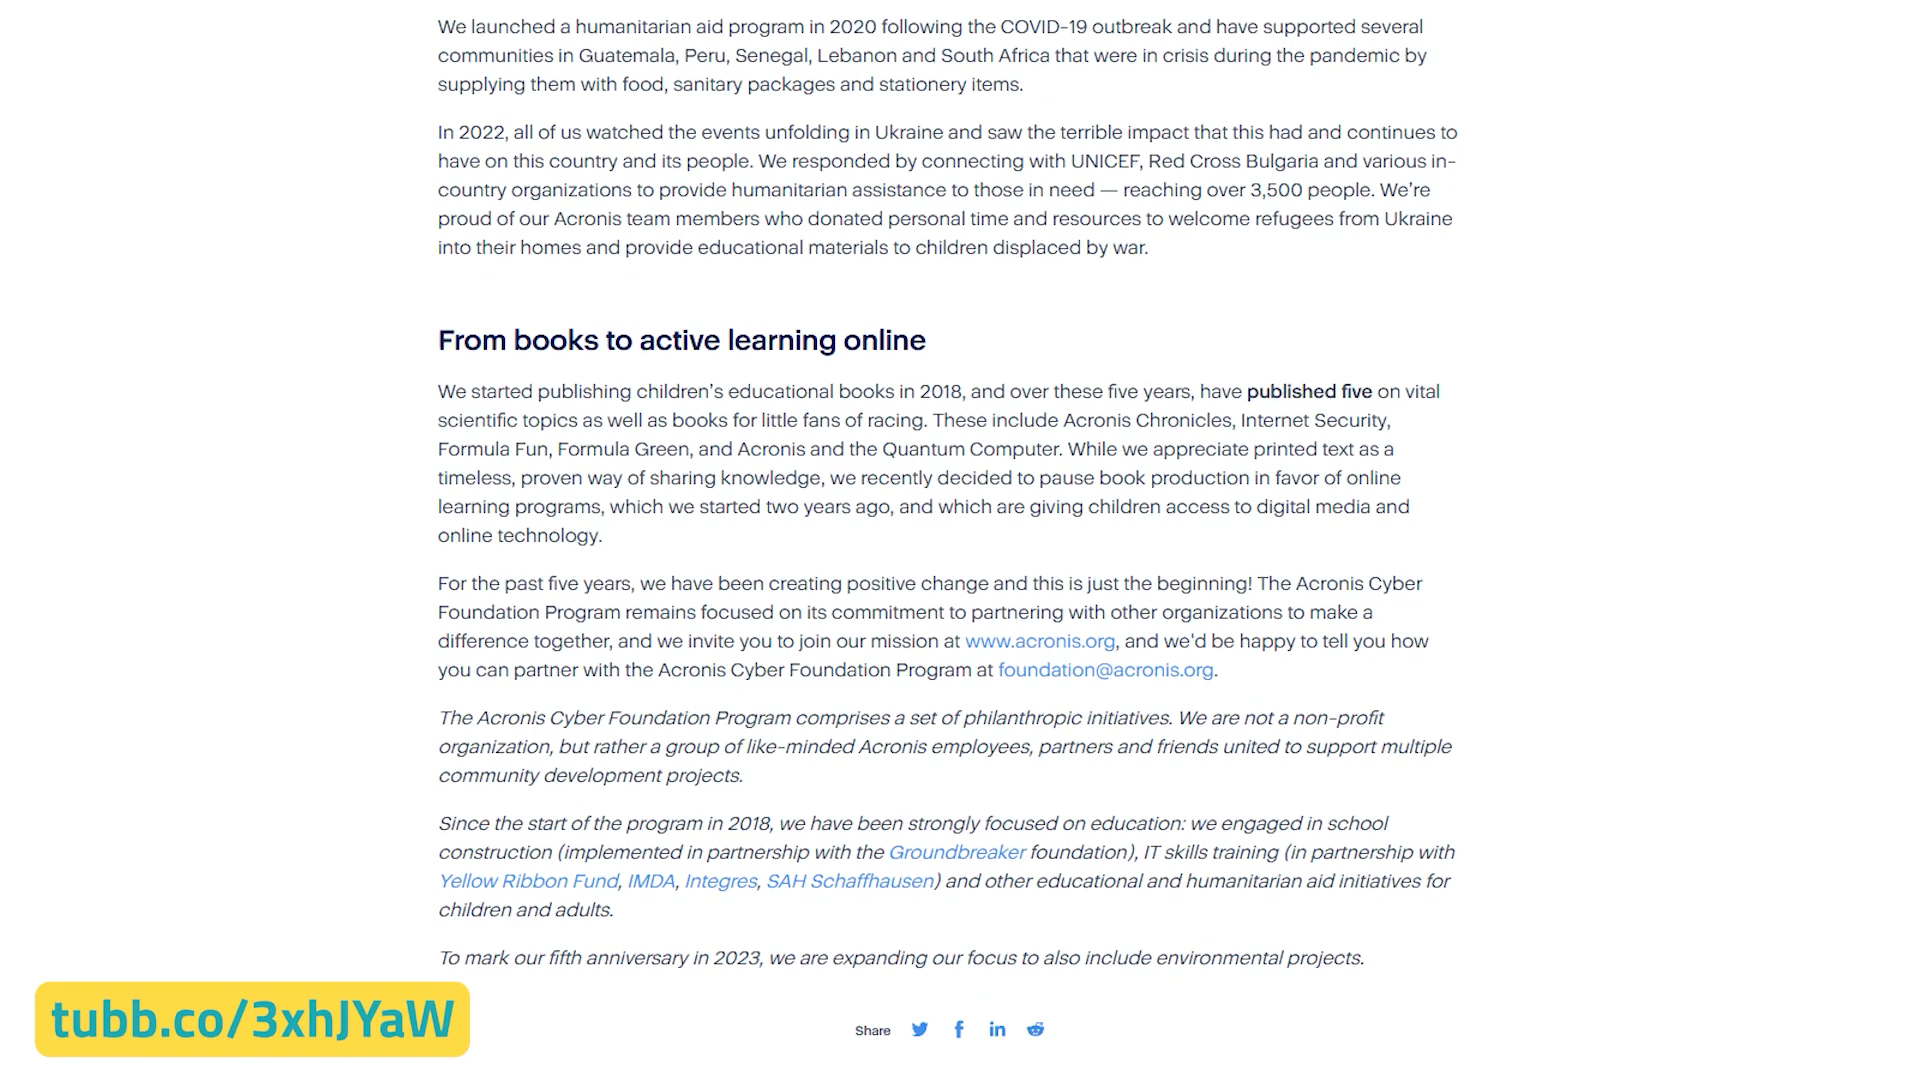 We launched a humanitarian aid program in 2020 following the COVID-19 outbreak and have supported several
communities in Guatemala, Peru, Senegal, Lebanon and South Africa that were in crisis during the pandemic by
supplying them with food, sanitary packages and stationery items.
In 2022, all of us watched the events unfolding in Ukraine and saw the terrible impact that this had and continues to
have on this country and its people. We responded by connecting with UNICEF, Red Cross Bulgaria and various in-
country organizations to provide humanitarian assistance to those in need — reaching over 3,500 people. We’re
proud of our Acronis team members who donated personal time and resources to welcome refugees from Ukraine
into their homes and provide educational materials to children displaced by war.
From books to active learning online
We started publishing children’s educational books in 2018, and over these five years, have published five on vital
scientific topics as well as books for little fans of racing. These include Acronis Chronicles, Internet Security,
Formula Fun, Formula Green, and Acronis and the Quantum Computer. While we appreciate printed text as a
timeless, proven way of sharing knowledge, we recently decided to pause book production in favor of online
learning programs, which we started two years ago, and which are giving children access to digital media and
online technology.
For the past five years, we have been creating positive change and this is just the beginning! The Acronis Cyber
Foundation Program remains focused on its commitment to partnering with other organizations to make a
difference together, and we invite you to join our mission at www.acronis.org, and we'd be happy to tell you how
you can partner with the Acronis Cyber Foundation Program at foundation@acronis.org.
The Acronis Cyber Foundation Program comprises a set of philanthropic initiatives. We are not a non-profit
organization, but rather a group of like-minded Acronis employees, partners and friends united to support multiple
community development projects.
Since the start of the program in 2018, we have been strongly focused on education: we engaged in school
construction (implemented in partnership with the Groundbreaker foundation), IT skills training (in partnership with
Yellow Ribbon Fund, IMDA, Integres, SAH Schaffhausen) and other educational and humanitarian aid initiatives for
children and adults.
To mark our fifth anniversary in 2023, we are expanding our focus to also include environmental projects.
tubb.co/3xhJYaW
Share